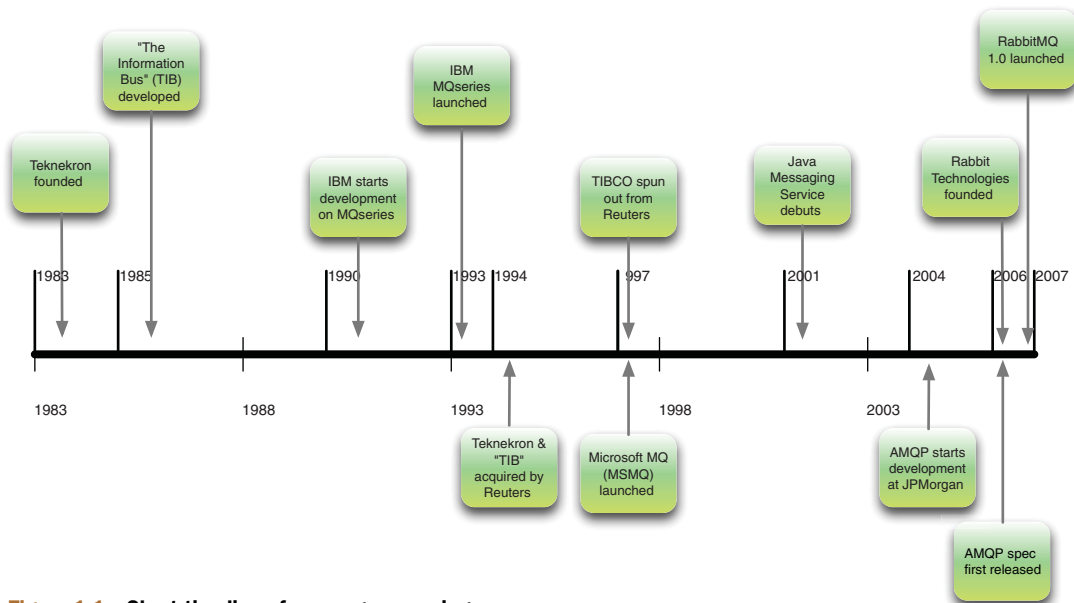 "The
Information
Bus" (TIB)
developed
IBM
MQseries
launched
RabbitMQ
1.0 launched
Teknekron
founded
IBM starts
development
on MQseries
TIBCO spun
out from
Reuters
Java
Messaging
Service
debuts
Rabbit
Technologies
founded
1983
1985
1990
1993
1994
997
2001
2004
2006
2007
1983
1988
1993
1998
2003
Teknekron &
"TIB"
acquired by
Reuters
Microsoft MQ
(MSMQ)
launched
AMQP starts
development
at JPMorgan
AMQP spec
first released